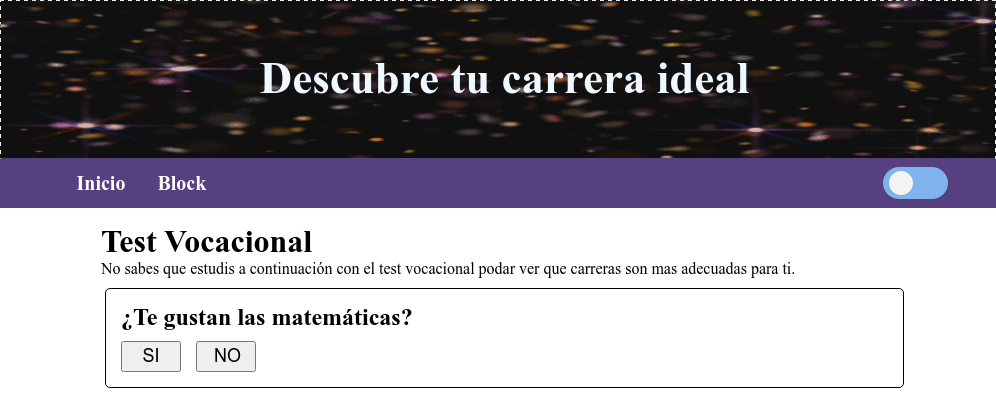 Descubre tu carrera ideal
Inicio Block
Test Vocacional
No sabes que estudis a continuación con el test vocacional podar ver que carreras son mas adecuadas para ti.
¿Te gustan las matemáticas?
SI NO